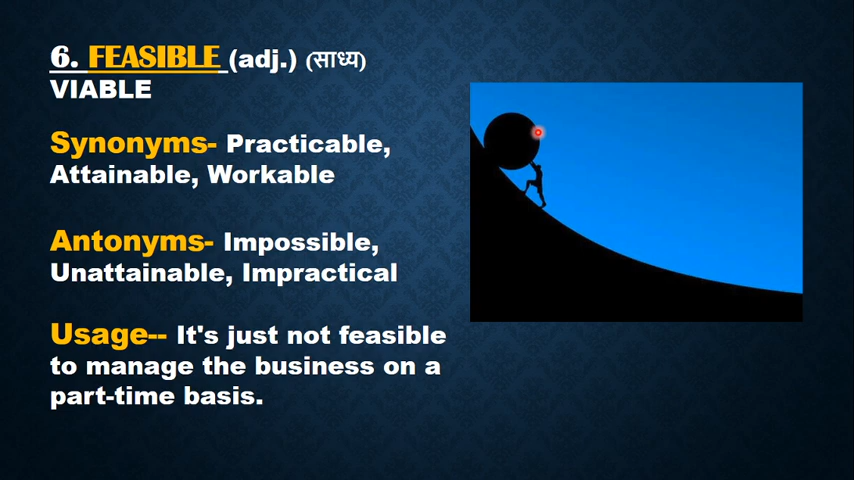 6. FEASIBLE (adj.) (साध्य)
VIABLE
Synonyms- Practicable,
Attainable, Workable
Antonyms- Impossible,
Unattainable, Impractical
Usage-- It's just not feasible
to manage the business on a
part-time basis.